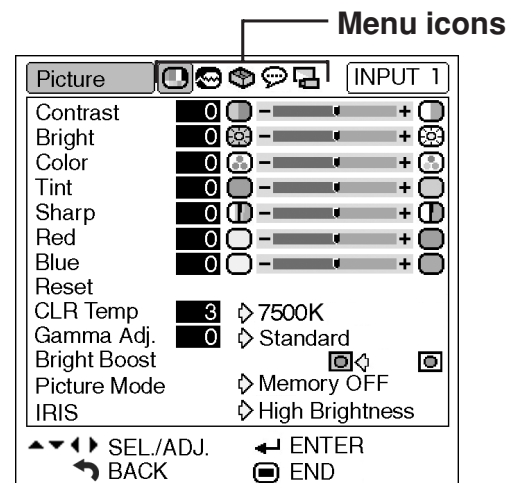 Menu icons
Picture INPUT 1
Contrast 0 - +
Bright 0 - +
Color 0 - +
Tint 0 - +
Sharp 0 - +
Red 0 - +
Blue 0 - +
Reset
CLR Temp 3 7500K
Gamma Adj. 0 Standard
Bright Boost
Picture Mode Memory OFF
IRIS High Brightness
SEL./ADJ. ENTER
BACK END